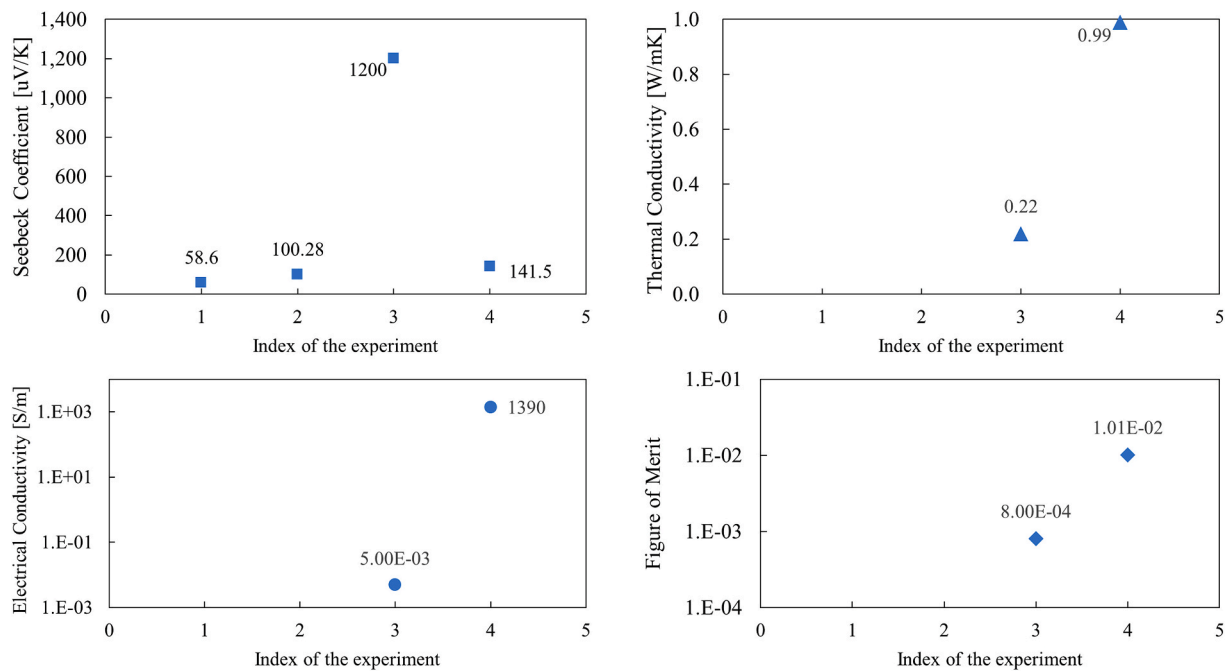 Seebeck Coefficient [uV/K]
1,400
1,200
1,000
800
600
400
200
0
58.6
100.28
1200
141.5
0 1 2 3 4 5
Index of the experiment
Thermal Conductivity [W/mK]
1.0
0.8
0.6
0.4
0.2
0.0
0.99
0.22
0 1 2 3 4 5
Index of the experiment
Electrical Conductivity [S/m]
1.E+03
1.E+01
1.E-01
1.E-03
1390
5.00E-03
0 1 2 3 4 5
Index of the experiment
Figure of Merit
1.E-01
1.E-02
1.E-03
1.E-04
1.01E-02
8.00E-04
0 1 2 3 4 5
Index of the experiment